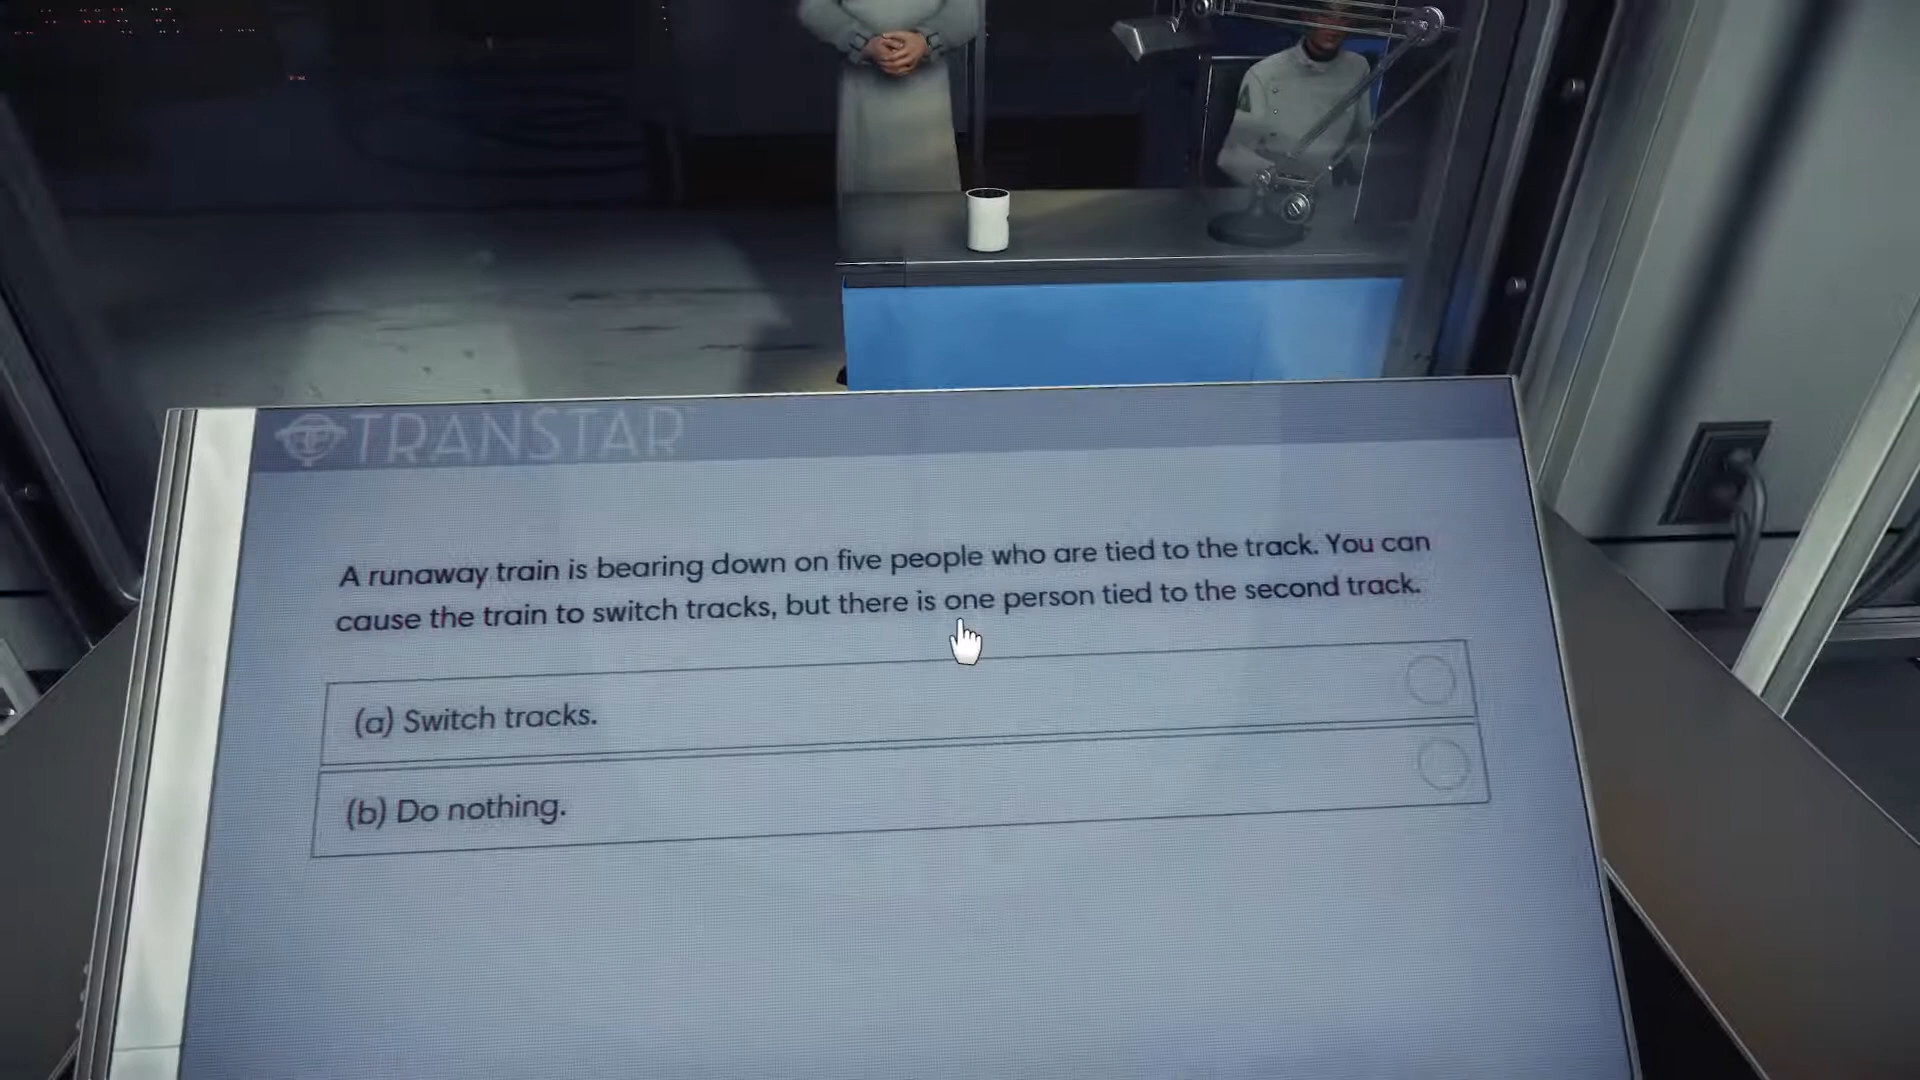 TRANSTAR
A runaway train is bearing down on five people who are tied to the track. You can
cause the train to switch tracks, but there is one person tied to the second track.
(a) Switch tracks.
(b) Do nothing.